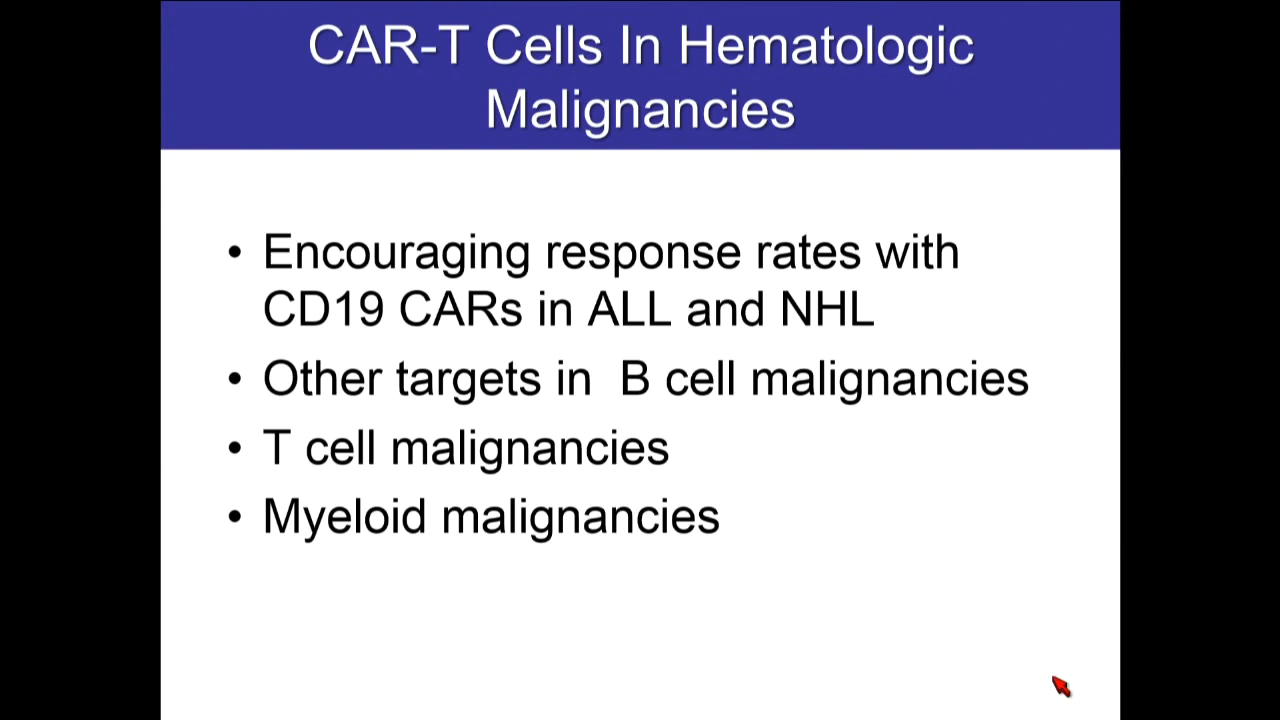 CAR-T Cells In Hematologic
Malignancies
• Encouraging response rates with
CD19 CARs in ALL and NHL
• Other targets in  B cell malignancies
• T cell malignancies
• Myeloid malignancies